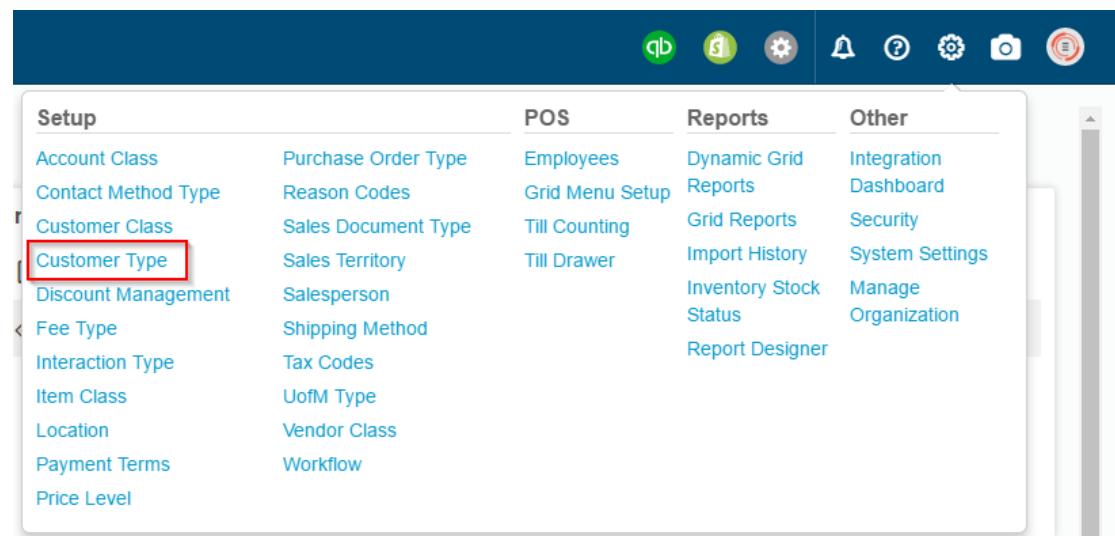 qb
Setup
Account Class
Contact Method Type
Customer Class
Customer Type
Discount Management
Fee Type
Interaction Type
Item Class
Location
Payment Terms
Price Level
Purchase Order Type
Reason Codes
Sales Document Type
Sales Territory
Salesperson
Shipping Method
Tax Codes
UofM Type
Vendor Class
Workflow
POS
Employees
Grid Menu Setup
Till Counting
Till Drawer
Reports
Dynamic Grid
Reports
Grid Reports
Import History
Inventory Stock
Status
Report Designer
Other
Integration
Dashboard
Security
System Settings
Manage
Organization